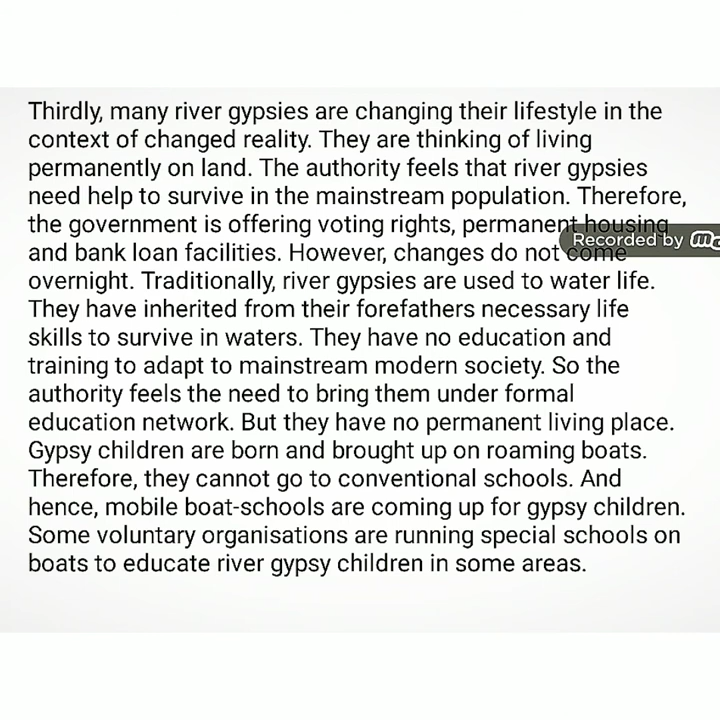 Thirdly, many river gypsies are changing their lifestyle in the
context of changed reality. They are thinking of living
permanently on land. The authority feels that river gypsies
need help to survive in the mainstream population. Therefore,
the government is offering voting rights, permanent housing
Recorded by
and bank loan facilities. However, changes do not come
overnight. Traditionally, river gypsies are used to water life.
They have inherited from their forefathers necessary life
skills to survive in waters. They have no education and
training to adapt to mainstream modern society. So the
authority feels the need to bring them under formal
education network. But they have no permanent living place.
Gypsy children are born and brought up on roaming boats.
Therefore, they cannot go to conventional schools. And
hence, mobile boat-schools are coming up for gypsy children.
Some voluntary organisations are running special schools on
boats to educate river gypsy children in some areas.